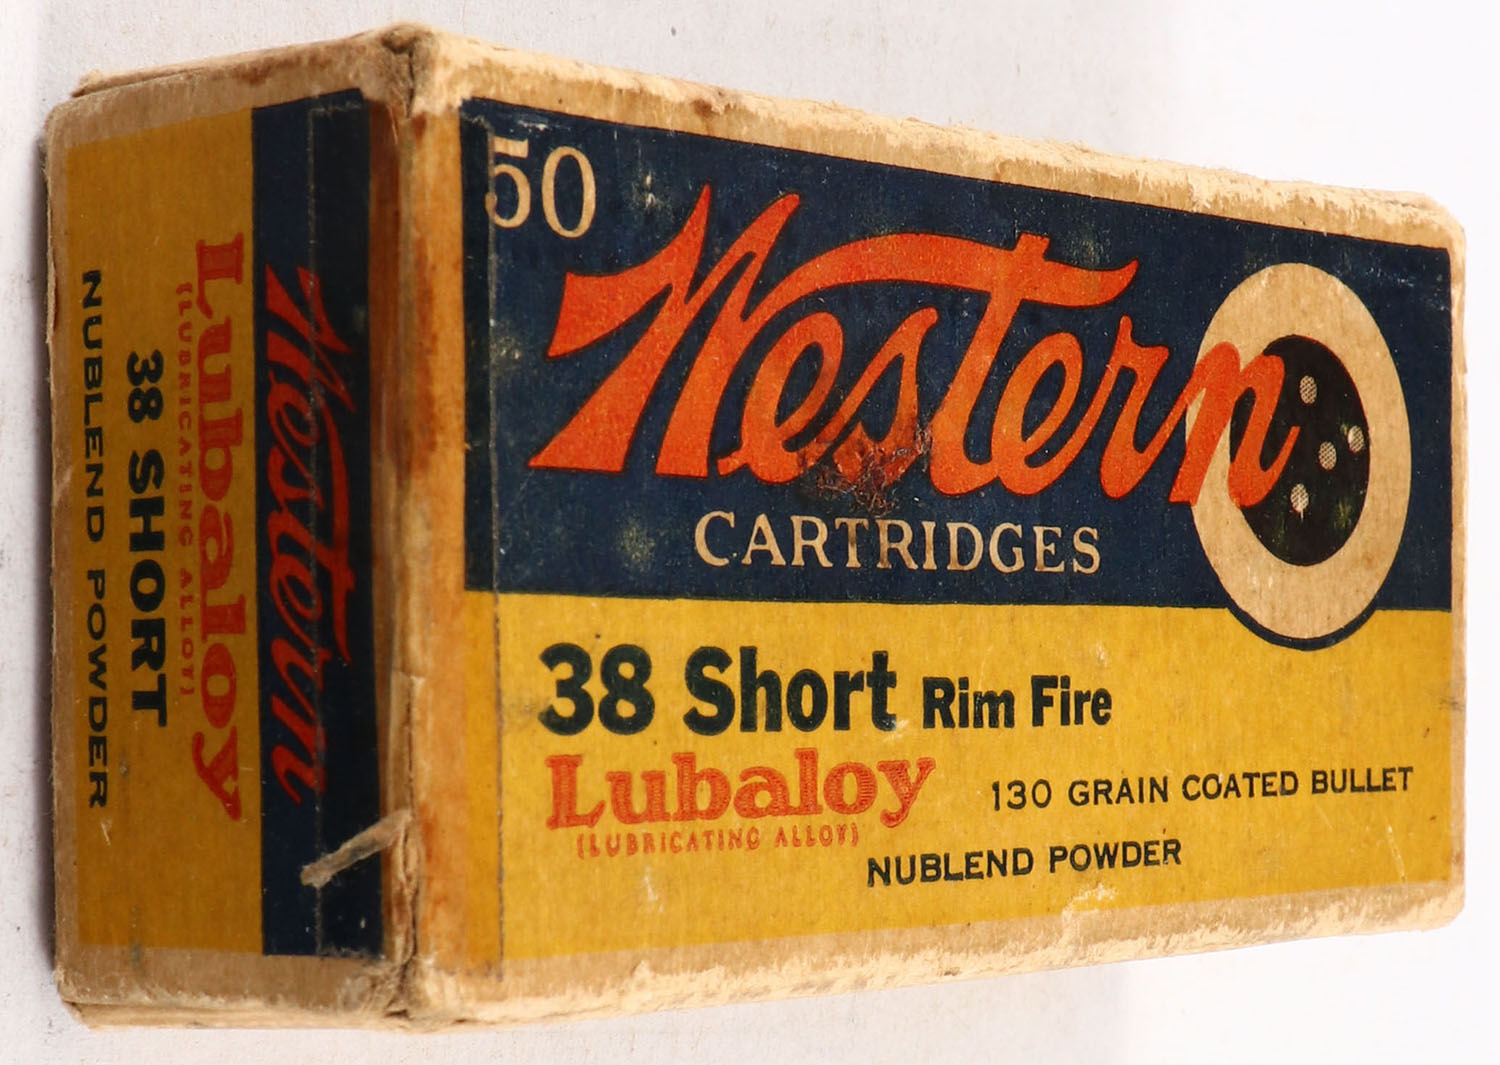 50
Western
CARTRIDGES
38 Short Rim Fire
Lubaloy
(LUBRICATING ALLOY)
130 GRAIN COATED BULLET
NUBLEND POWDER
Western
Lubaloy
(LUBRICATING ALLOY)
38 SHORT
NUBLEND POWDER